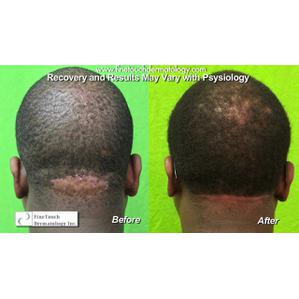 www.finetouchdermatology.com
Recovery and Results May Vary with Psysiology
Before
After
FineTouch
Dermatology Inc